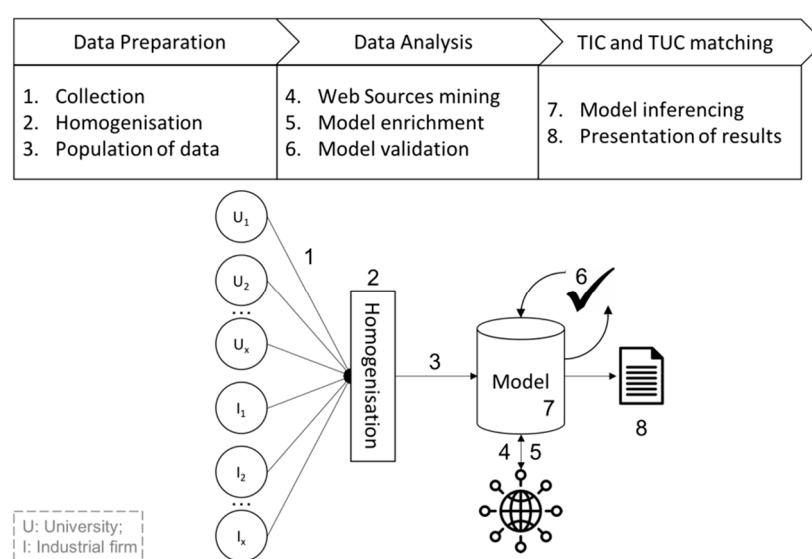 Data Preparation
Data Analysis
TIC and TUC matching
1. Collection
2. Homogenisation
3. Population of data
4. Web Sources mining
5. Model enrichment
6. Model validation
7. Model inferencing
8. Presentation of results
U1
1
U2
...
Ux
I1
I2
...
Ix
2
Homogenisation
3
6
Model
7
8
4 5
U: University;
I: Industrial firm